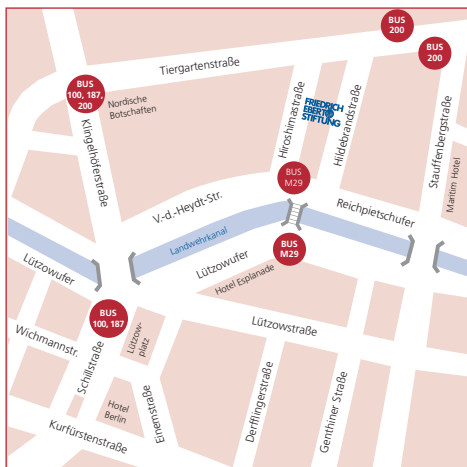 BUS
200
BUS
200
Tiergartenstraße
BUS
100, 187,
200
Nordische
Botschaften
Klingelhöferstraße
Hiroshimastraße
FRIEDRICH
EBERT
STIFTUNG
Hildebrandstraße
Stauffenbergstraße
Maritim Hotel
BUS
M29
V.-d.-Heydt-Str.
Reichpietschufer
Landwehrkanal
BUS
M29
Lützowufer
Lützowufer
Hotel Esplanade
BUS
100, 187
Lützowstraße
Wichmannstr.
Lützow-
platz
Schillstraße
Hotel
Berlin
Einemstraße
Derfflingerstraße
Genthiner Straße
Kurfürstenstraße